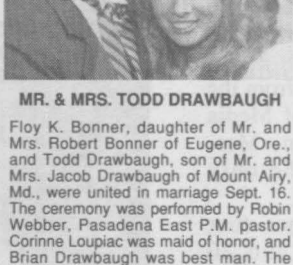 MR. & MRS. TODD DRAWBAUGH
Floy K. Bonner, daughter of Mr. and
Mrs. Robert Bonner of Eugene, Ore.,
and Todd Drawbaugh, son of Mr. and
Mrs. Jacob Drawbaugh of Mount Airy,
Md., were united in marriage Sept. 16.
The ceremony was performed by Robin
Webber, Pasadena East P.M. pastor.
Corinne Loupiac was maid of honor, and
Brian Drawbaugh was best man. The